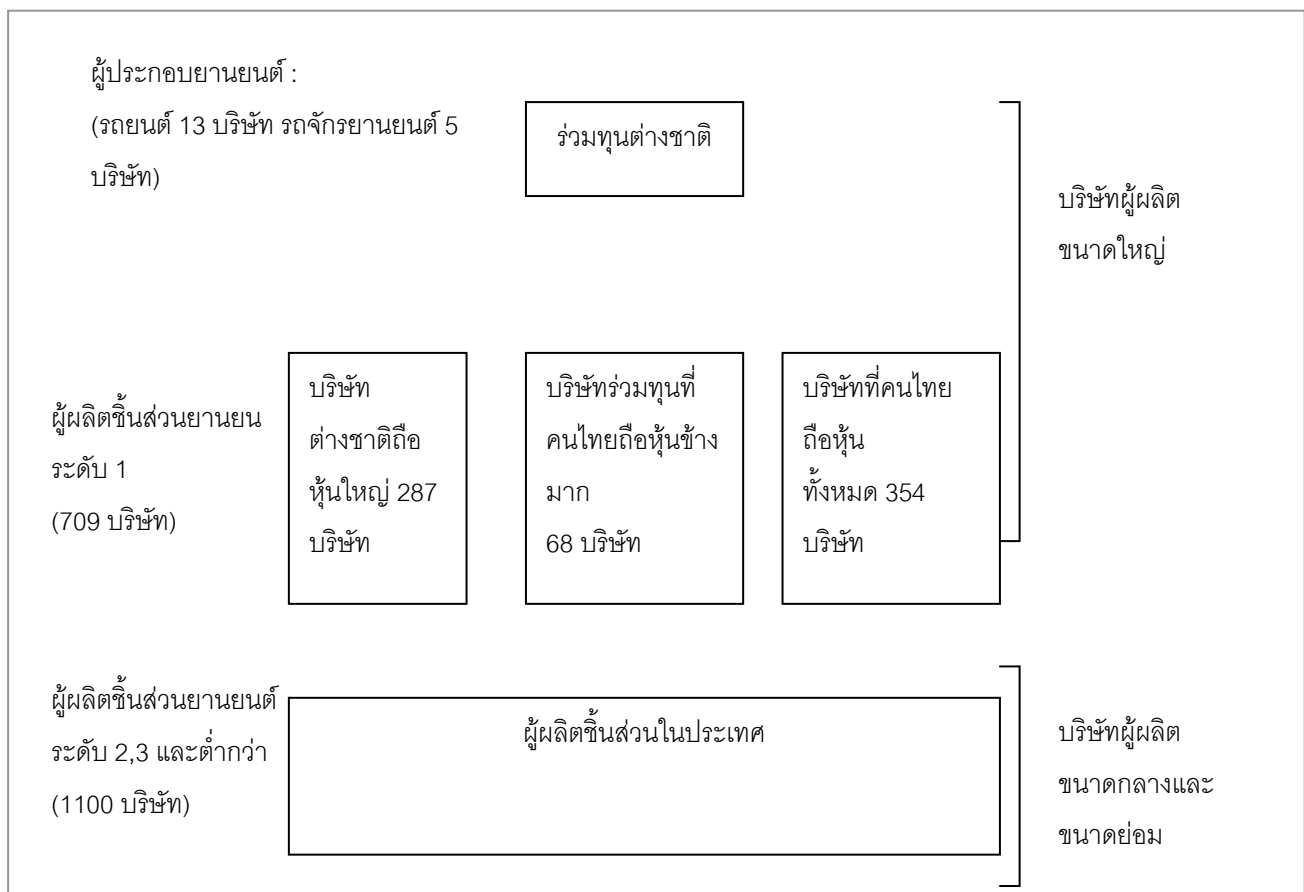 ผู้ประกอบยานยนต์ :
(รถยนต์ 13 บริษัท รถจักรยานยนต์ 5
บริษัท)
ร่วมทุนต่างชาติ
บริษัทผู้ผลิต
ขนาดใหญ่
ผู้ผลิตชิ้นส่วนยานยน
ระดับ 1
(709 บริษัท)
บริษัท
ต่างชาติถือ
หุ้นใหญ่ 287
บริษัท
บริษัทร่วมทุนที่
คนไทยถือหุ้นข้าง
มาก
68 บริษัท
บริษัทที่คนไทย
ถือหุ้น
ทั้งหมด 354
บริษัท
ผู้ผลิตชิ้นส่วนยานยนต์
ระดับ 2,3 และต่ำกว่า
(1100 บริษัท)
ผู้ผลิตชิ้นส่วนในประเทศ
บริษัทผู้ผลิต
ขนาดกลางและ
ขนาดย่อม